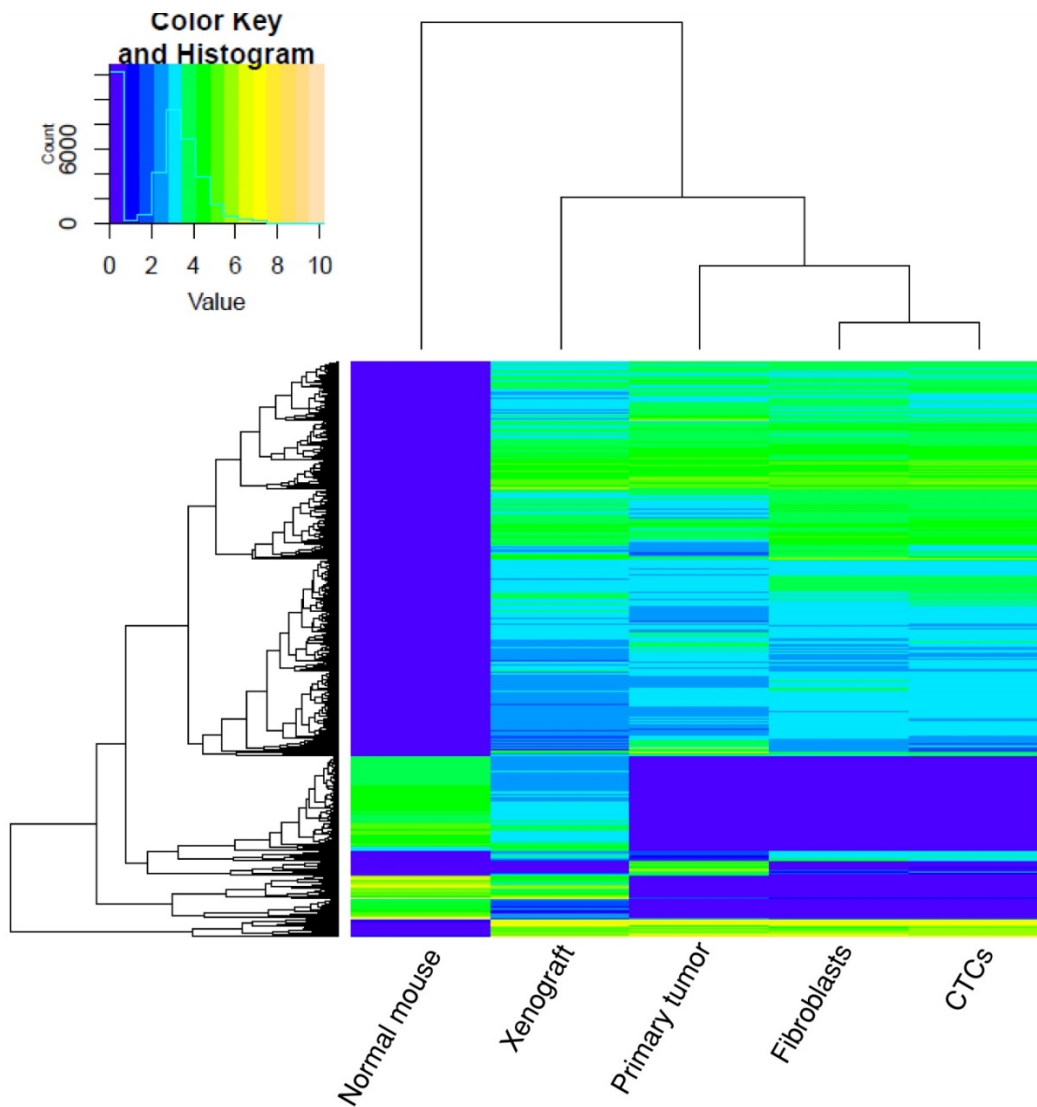 Color Key
and Histogram
Count
6000
0
0 2 4 6 8 10
Value
Normal mouse
Xenograft
Primary tumor
Fibroblasts
CTCs